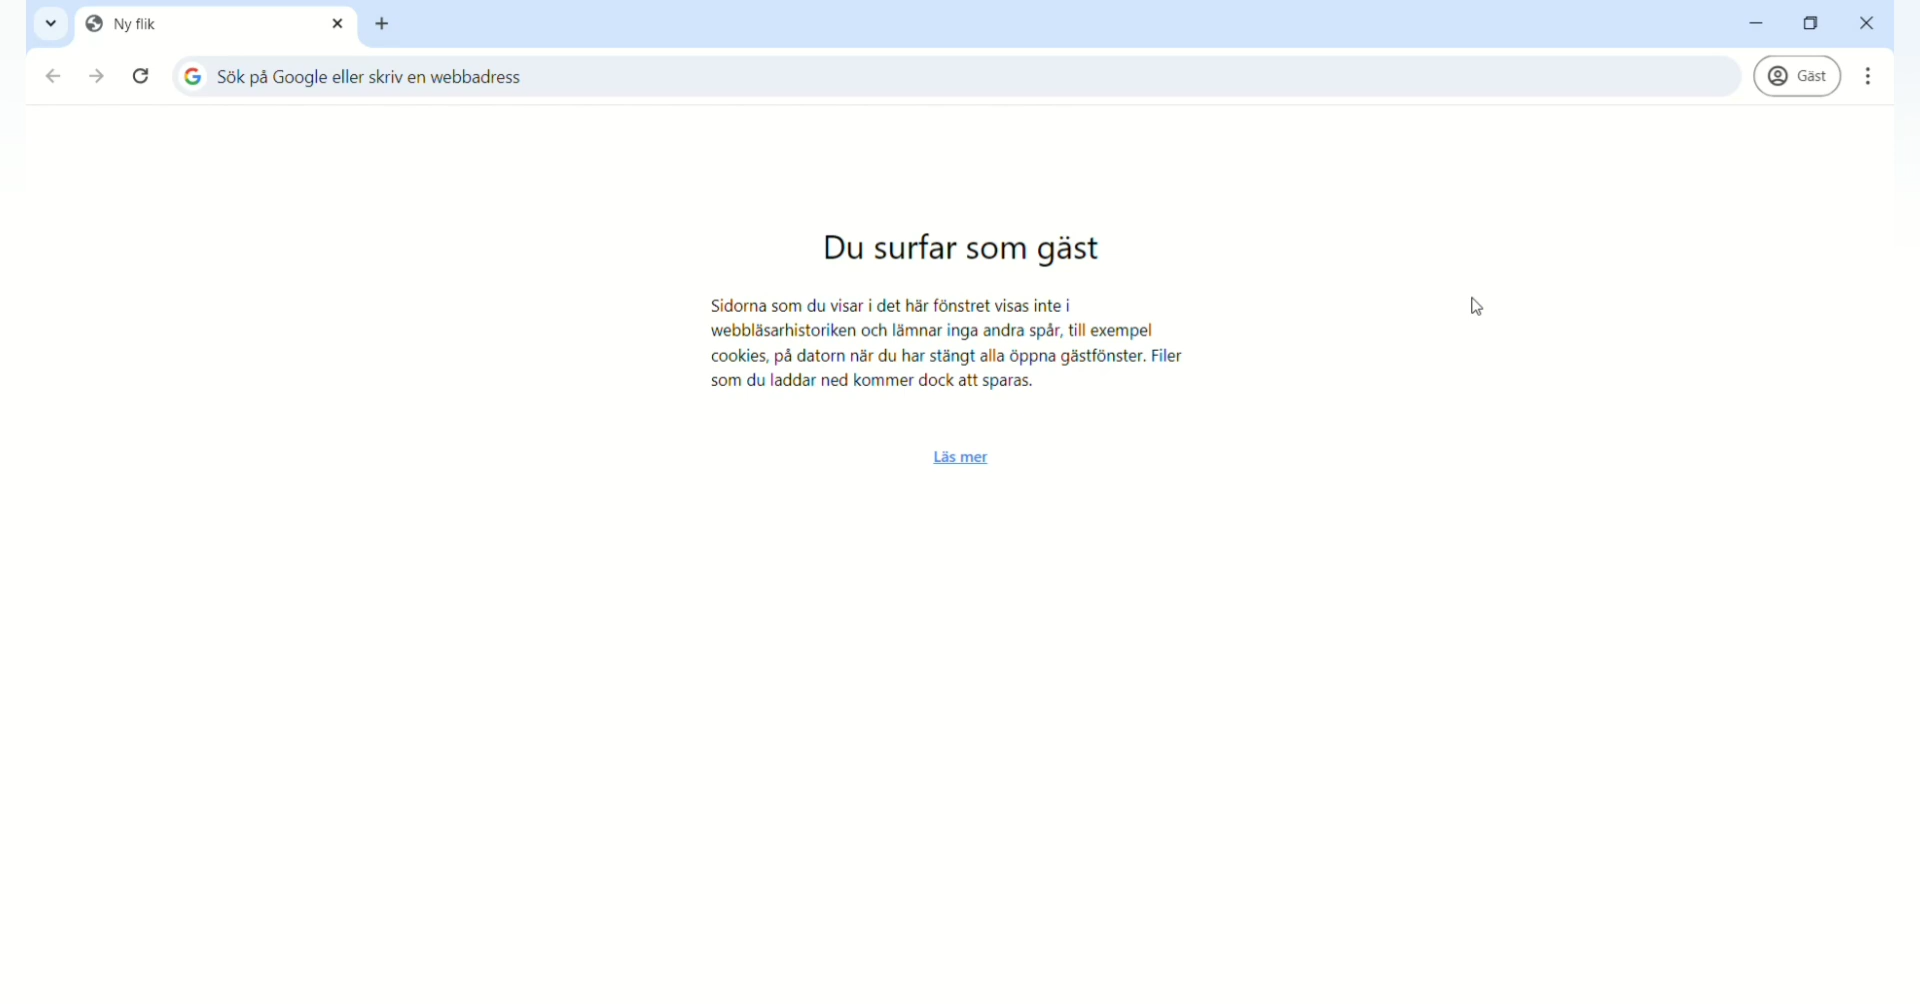 Ny flik
Sök på Google eller skriv en webbadress
Gäst
Du surfar som gäst
Sidorna som du visar i det här fönstret visas inte i
webbläsarhistoriken och lämnar inga andra spår, till exempel
cookies, på datorn när du har stängt alla öppna gästfönster. Filer
som du laddar ned kommer dock att sparas.
Läs mer